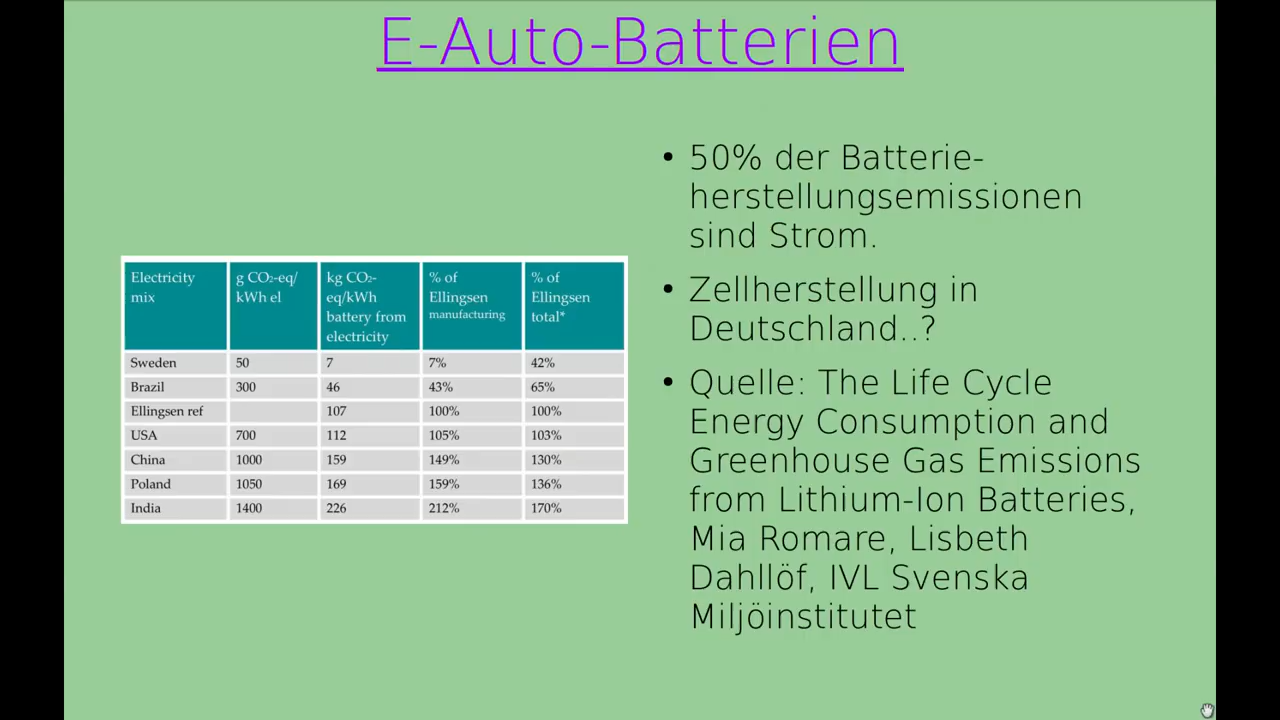 E-Auto-Batterien
Electricity mix | g CO₂-eq/ kWh el | kg CO₂-eq/kWh battery from electricity | % of Ellingsen manufacturing | % of Ellingsen total*
Sweden | 50 | 7 | 7% | 42%
Brazil | 300 | 46 | 43% | 65%
Ellingsen ref | | 107 | 100% | 100%
USA | 700 | 112 | 105% | 103%
China | 1000 | 159 | 149% | 130%
Poland | 1050 | 169 | 159% | 136%
India | 1400 | 226 | 212% | 170%
• 50% der Batterie-
herstellungsemissionen
sind Strom.
• Zellherstellung in
Deutschland..?
• Quelle: The Life Cycle
Energy Consumption and
Greenhouse Gas Emissions
from Lithium-Ion Batteries,
Mia Romare, Lisbeth
Dahllöf, IVL Svenska
Miljöinstitutet